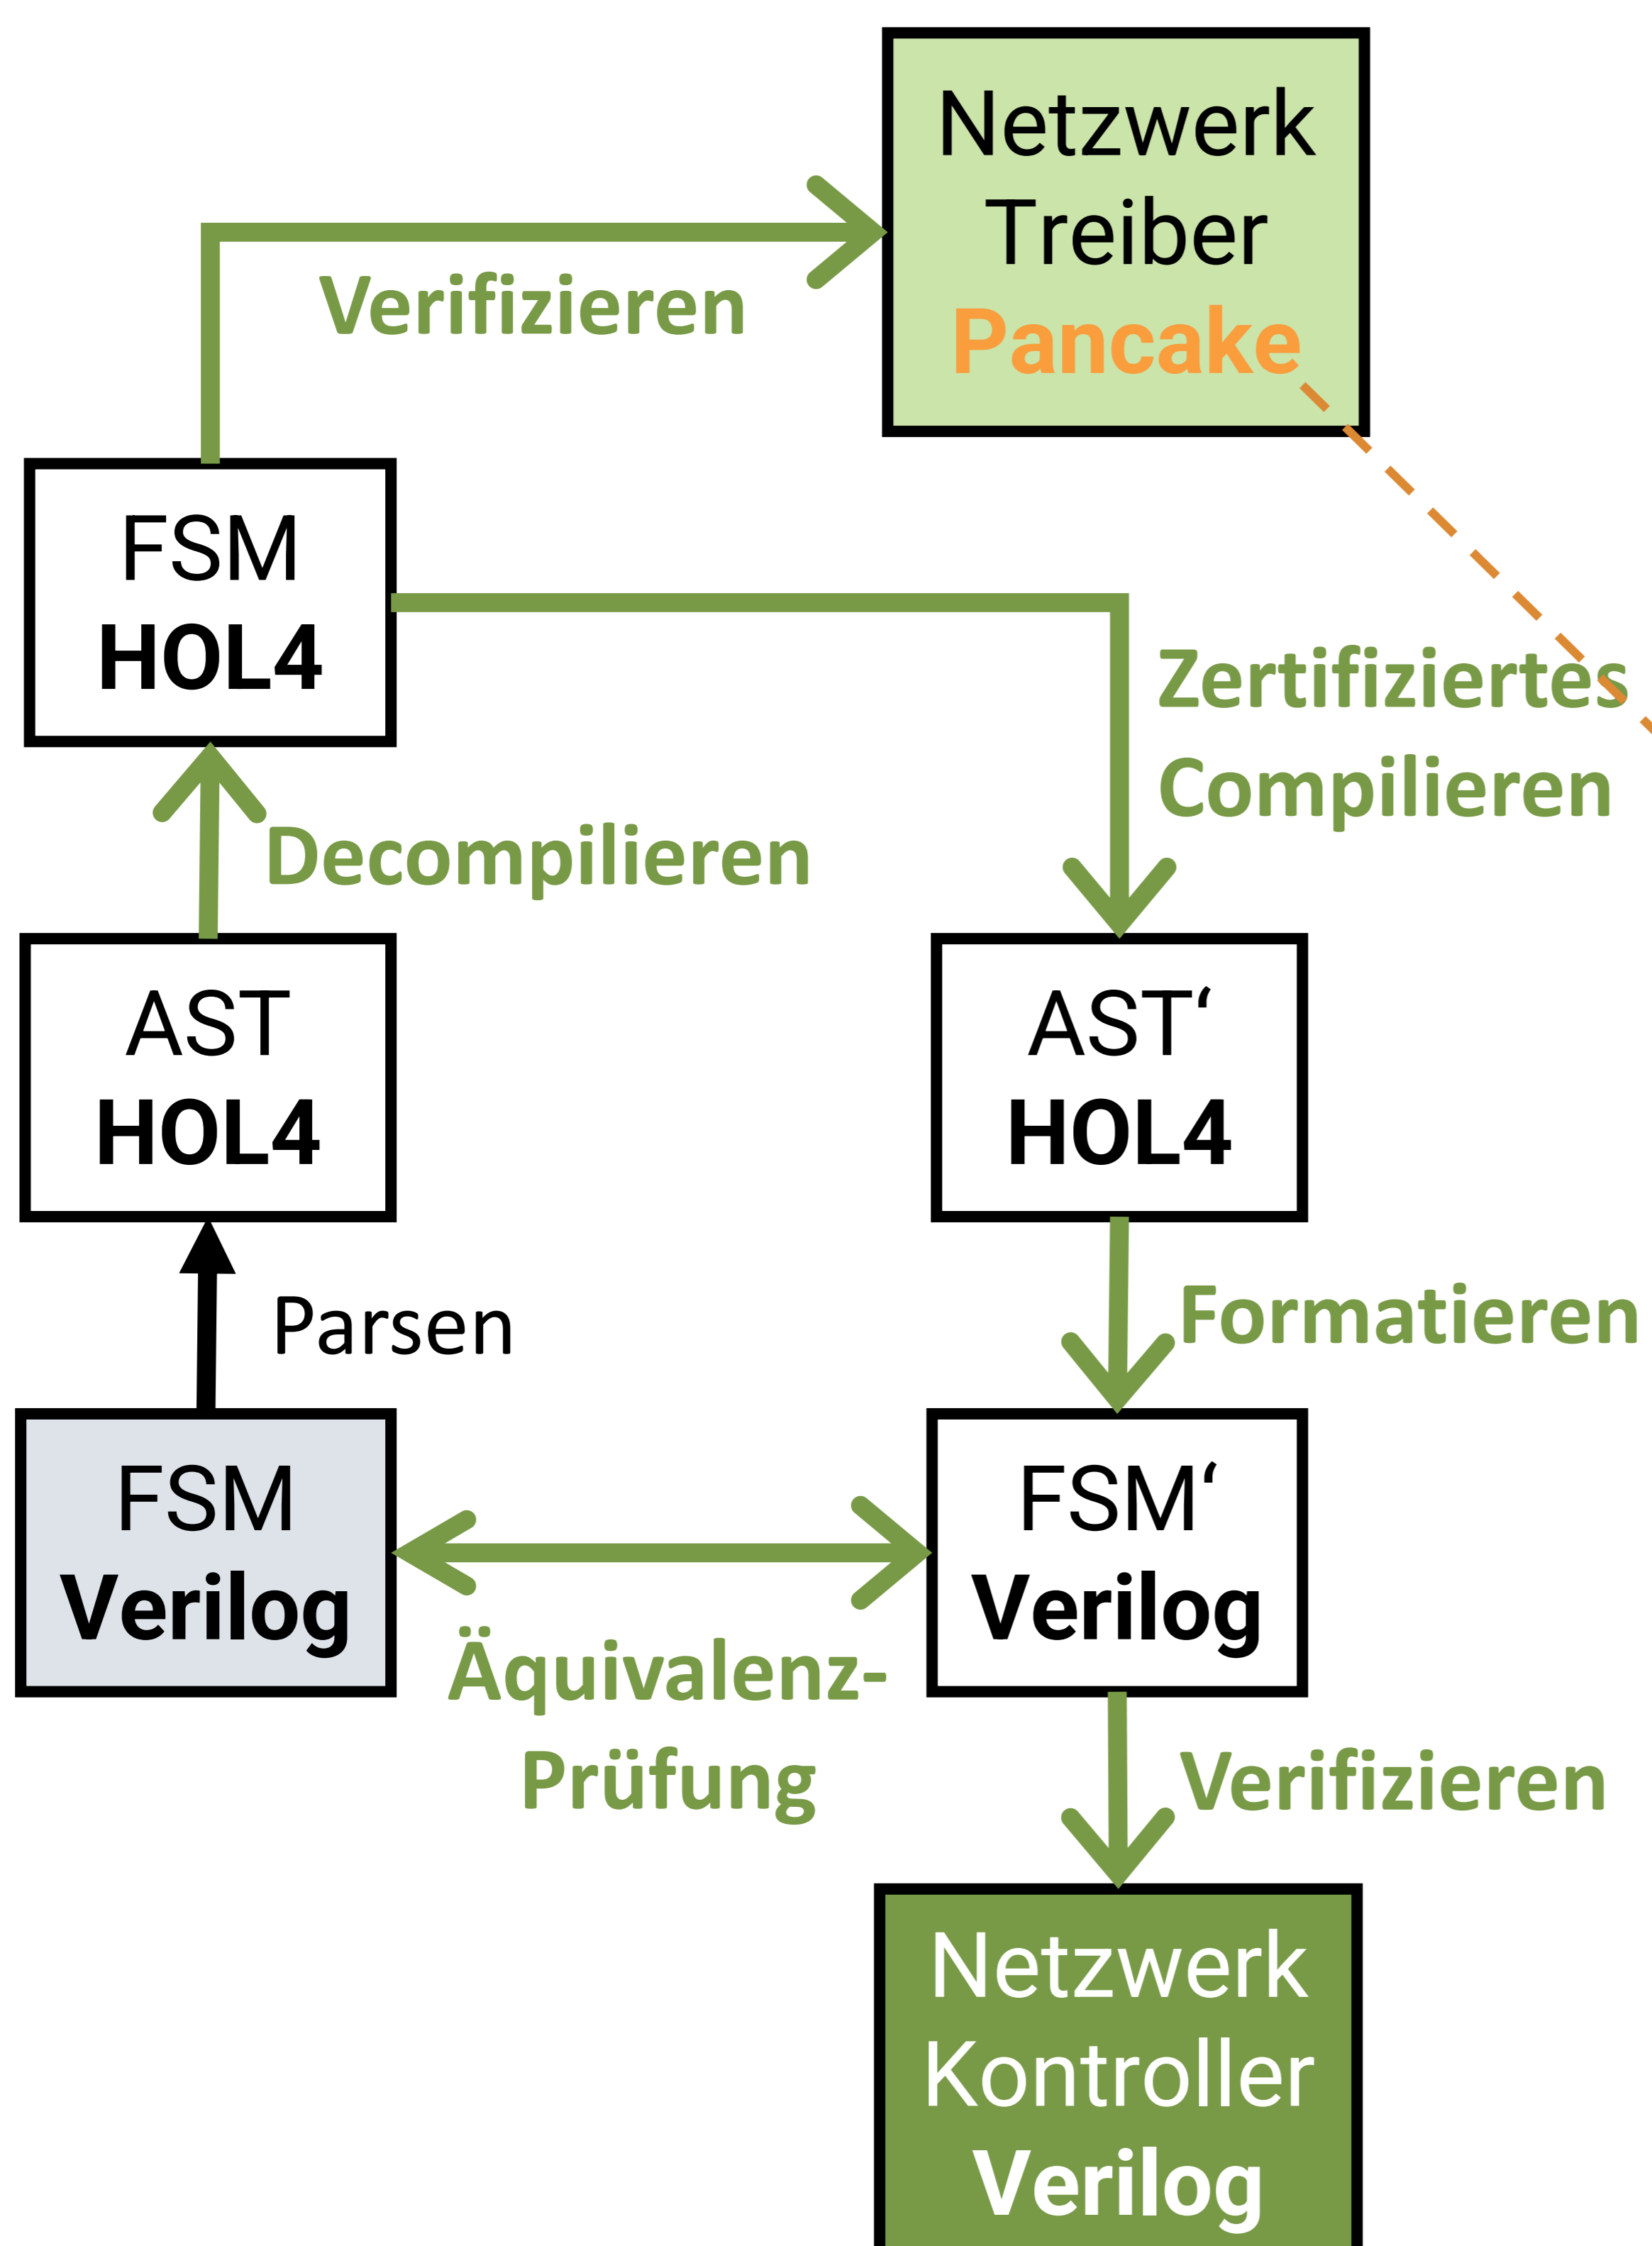 Netzwerk
Treiber
Pancake
Verifizieren
FSM
HOL4
Zertifiziertes
Compilieren
Decompilieren
AST
HOL4
AST‘
HOL4
Parsen
Formatieren
FSM
Verilog
FSM‘
Verilog
Äquivalenz-
Prüfung
Verifizieren
Netzwerk
Kontroller
Verilog